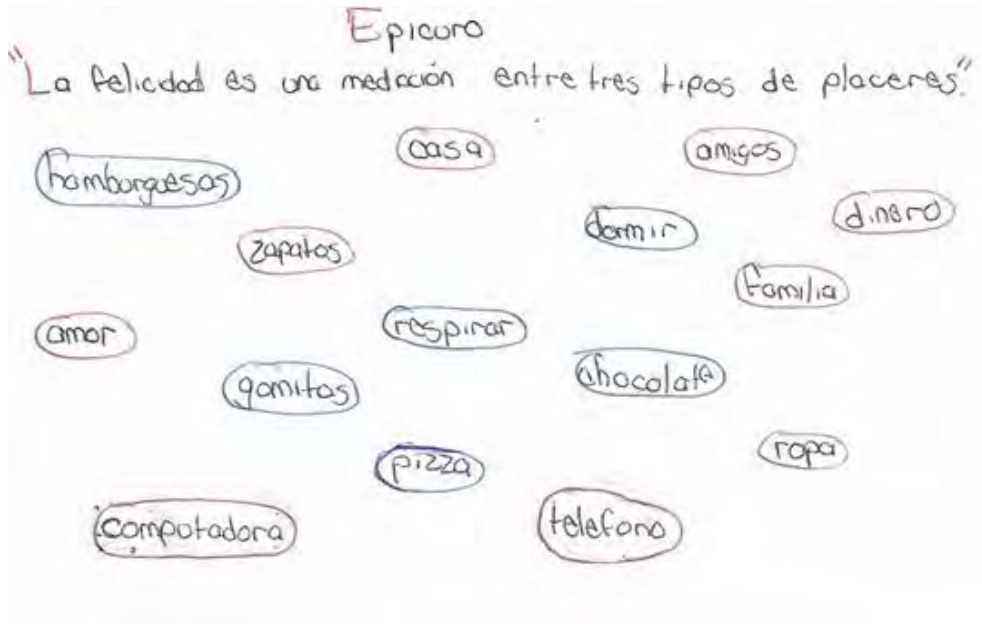 Epicuro
"La felicidad es una mediación entre tres tipos de placeres."
casa
amigos
hamburguesas
dinero
dormir
zapatos
familia
respirar
amor
chocolate
gomitas
ropa
pizza
computadora
telefono